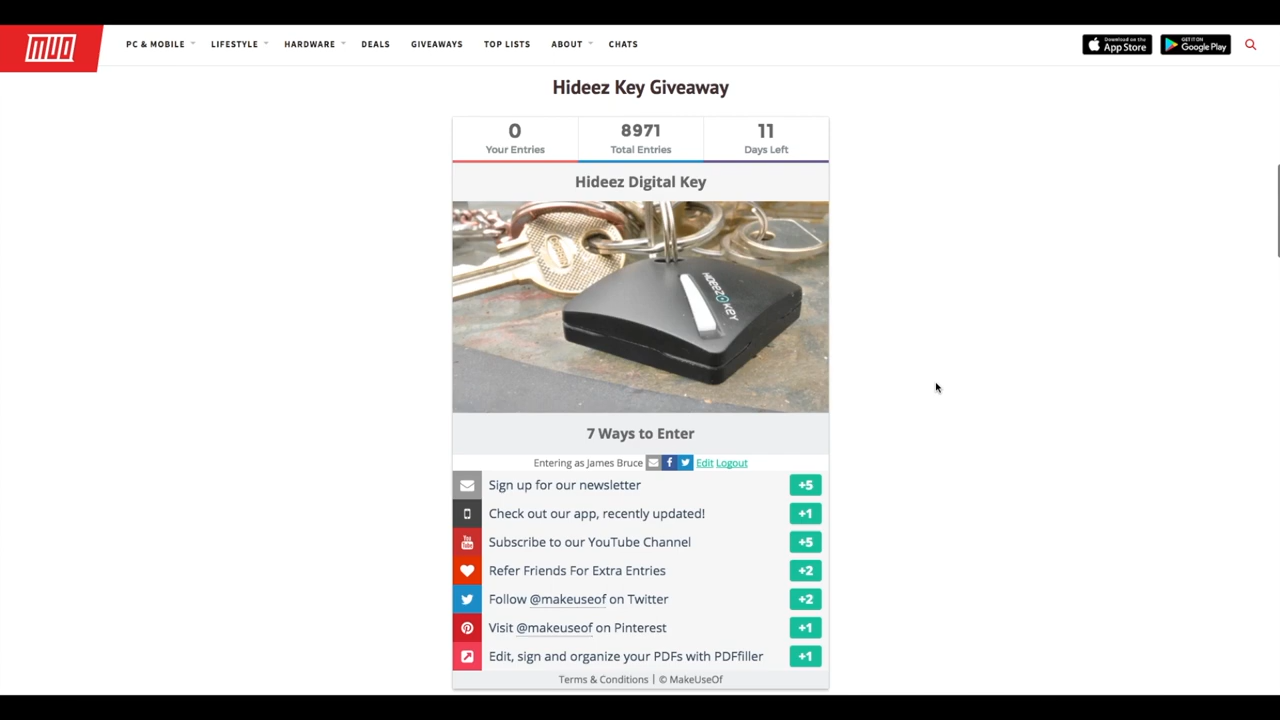 MUO PC & MOBILE LIFESTYLE HARDWARE DEALS GIVEAWAYS TOP LISTS ABOUT CHATS Download on the App Store GET IT ON Google Play
Hideez Key Giveaway
0 8971 11
Your Entries Total Entries Days Left
Hideez Digital Key
HIDEEZ KEY
7 Ways to Enter
Entering as James Bruce Edit Logout
Sign up for our newsletter +5
Check out our app, recently updated! +1
You Tube Subscribe to our YouTube Channel +5
Refer Friends For Extra Entries +2
Follow @makeuseof on Twitter +2
Visit @makeuseof on Pinterest +1
Edit, sign and organize your PDFs with PDFfiller +1
Terms & Conditions | © MakeUseOf